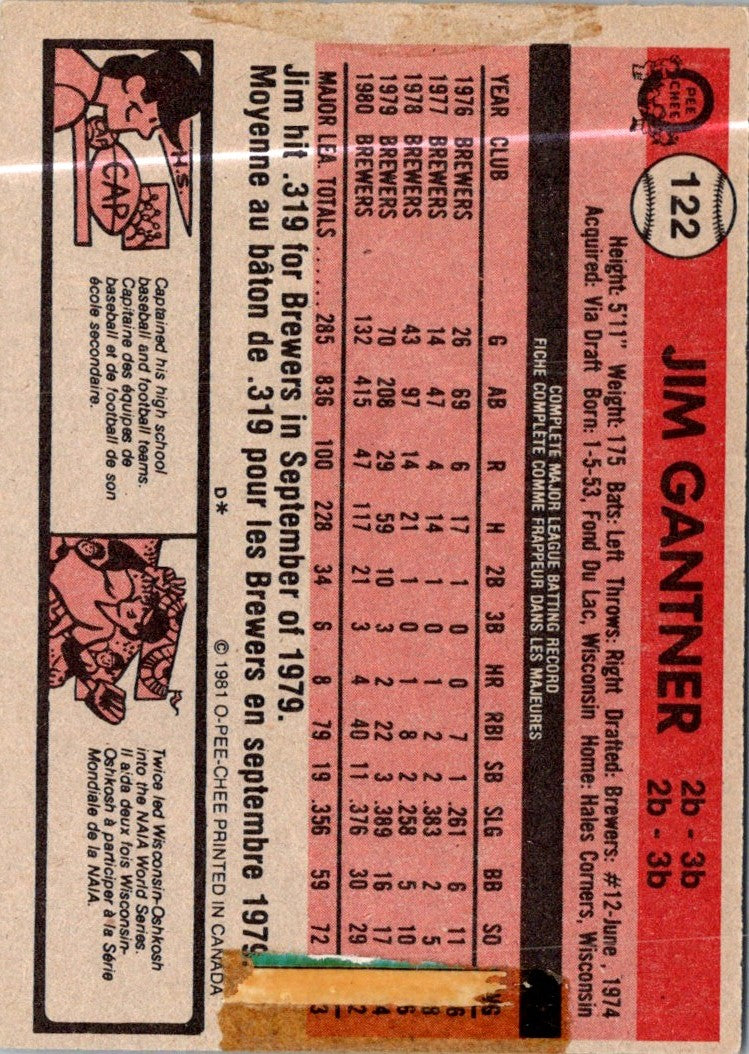 O PEE CHEE
122
JIM GANTNER
2b - 3b
2b - 3b
Height: 5'11" Weight: 175 Bats: Left Throws: Right Drafted: Brewers: #12-June, 1974
Acquired: Via Draft Born: 1-5-53, Fond Du Lac, Wisconsin Home: Hales Corners, Wisconsin
COMPLETE MAJOR LEAGUE BATTING RECORD
FICHE COMPLÈTE COMME FRAPPEUR DANS LES MAJEURES
YEAR CLUB G AB R H 2B 3B HR RBI SB SLG BB SO VG
1976 BREWERS 26 69 6 17 1 0 0 7 1 .261 6 11 6
1977 BREWERS 14 47 4 14 1 0 1 2 2 .383 2 5 8
1978 BREWERS 43 97 14 21 1 0 1 8 2 .258 5 10 6
1979 BREWERS 70 208 29 59 10 3 2 22 3 .389 16 17 4
1980 BREWERS 132 415 47 117 21 3 4 40 11 .376 30 29 2
MAJOR LEA. TOTALS ...... 285 836 100 228 34 6 8 79 19 .356 59 72 3
Jim hit .319 for Brewers in September of 1979.
Moyenne au bâton de .319 pour les Brewers en septembre 1979.
D*
© 1981 O-PEE-CHEE PRINTED IN CANADA
H.S.
CAP
Captained his high school
baseball and football teams.
Capitaine des équipes de
baseball et de football de son
école secondaire.
Twice led Wisconsin-Oshkosh
into the NAIA World Series.
Il aida deux fois Wisconsin-
Oshkosh à participer à la Série
Mondiale de la NAIA.